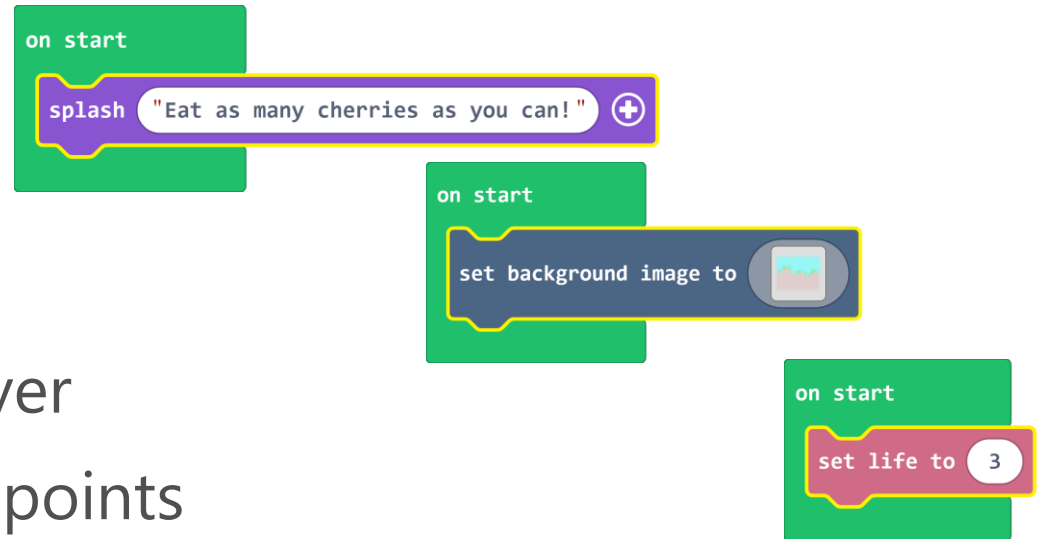 on start
splash "Eat as many cherries as you can!"
on start
set background image to
on start
set life to 3
points